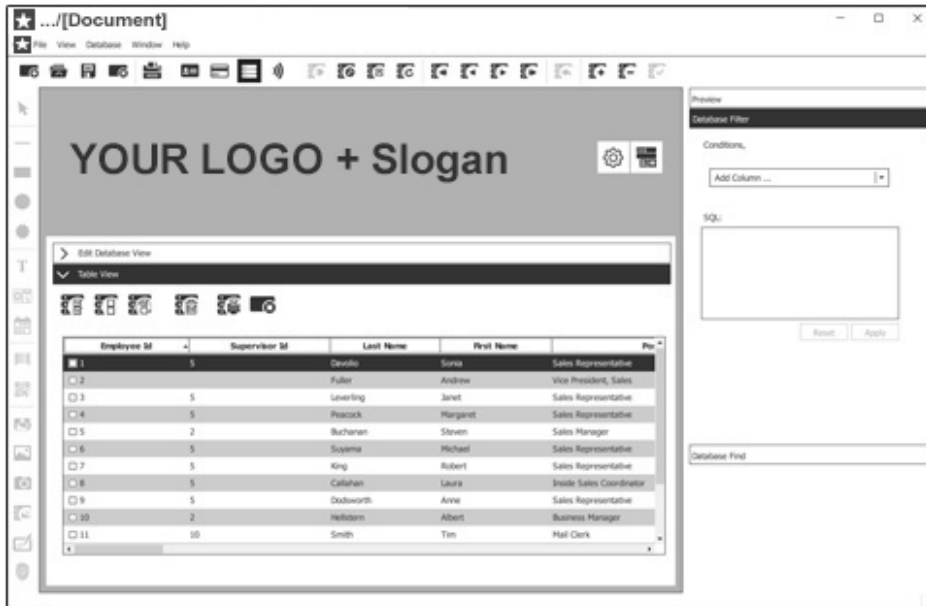 .../[Document]
File View Database Window Help
Preview
Database Filter
Conditions,
Add Column ...
SQL:
Reset Apply
Database Find
YOUR LOGO + Slogan
Edit Database View
Table View
Employee Id Supervisor Id Last Name First Name Po
1 5 Davolio Sonia Sales Representative
2 Fuller Andrew Vice President, Sales
3 5 Leverling Janet Sales Representative
4 5 Peacock Margaret Sales Representative
5 2 Buchanan Steven Sales Manager
6 5 Suyama Michael Sales Representative
7 5 King Robert Sales Representative
8 5 Callahan Laura Inside Sales Coordinator
9 5 Dodsworth Anne Sales Representative
10 2 Hellstern Albert Business Manager
11 10 Smith Tim Mail Clerk